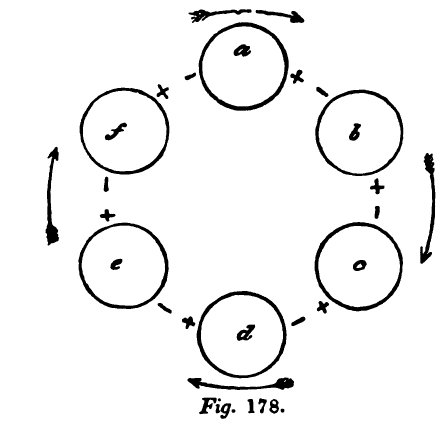 a
+ - + -
f b
- +
+ -
e c
- + - +
d
Fig. 178.